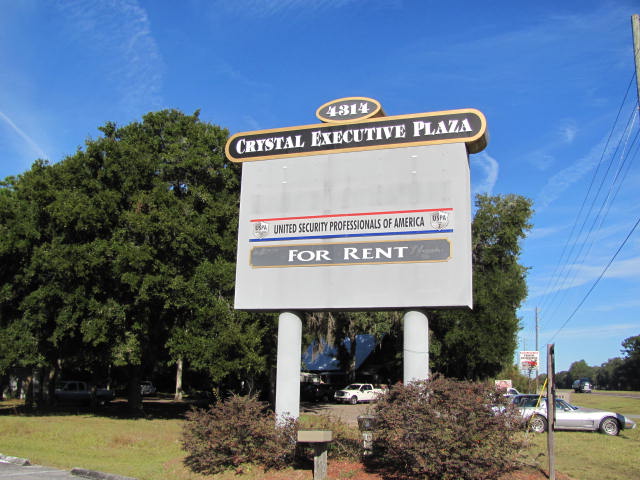 4314
CRYSTAL EXECUTIVE PLAZA
USPA UNITED SECURITY PROFESSIONALS OF AMERICA USPA
FOR RENT